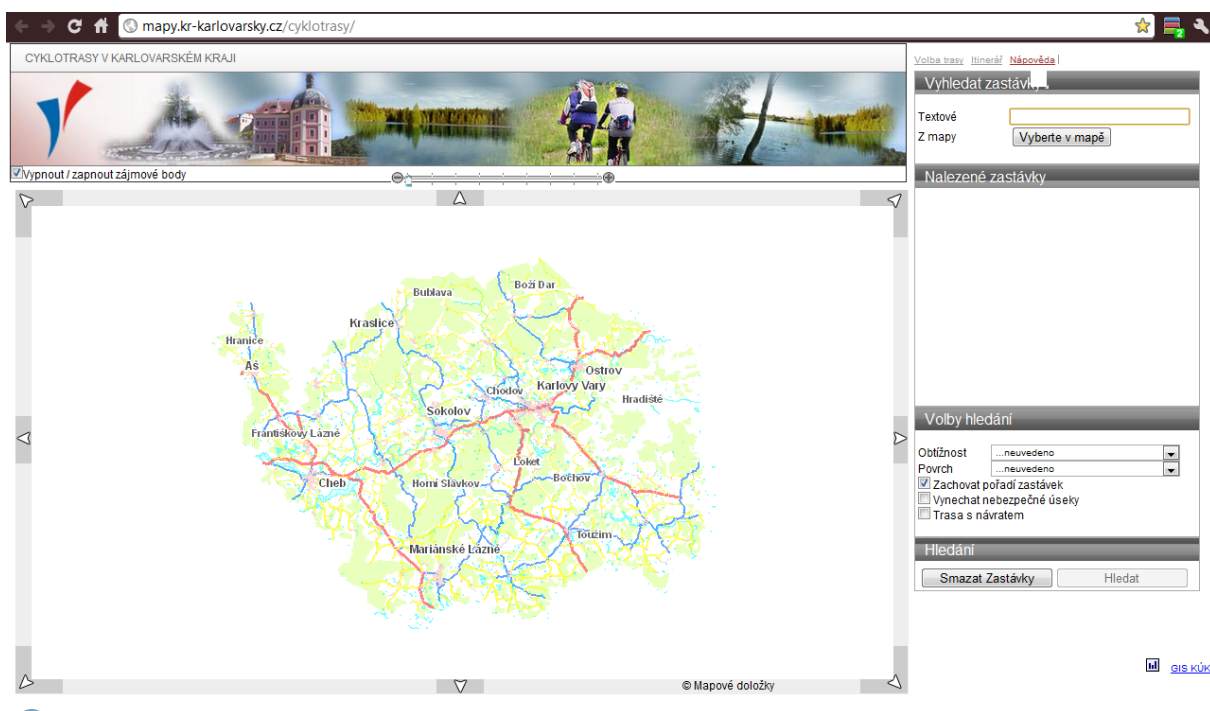 mapy.kr-karlovarsky.cz/cyklotrasy/
2
CYKLOTRASY V KARLOVARSKÉM KRAJI
Vypnout / zapnout zájmové body
Volba trasy Itinerář Nápověda |
Vyhledat zastávky
Textové
Z mapy Vyberte v mapě
Nalezené zastávky
Boží Dar
Bublava
Kraslice
Hranice
Aš
Ostrov
Karlovy Vary
Chodov
Hradiště
Sokolov
Františkovy Lázně
Loket
Cheb
Horní Slavkov
Bochov
Toužim
Mariánské Lázně
© Mapové doložky
Volby hledání
Obtížnost ...neuvedeno
Povrch ...neuvedeno
Zachovat pořadí zastávek
Vynechat nebezpečné úseky
Trasa s návratem
Hledání
Smazat Zastávky Hledat
GIS KÚK